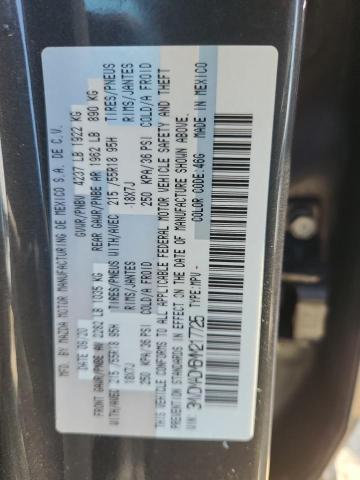 MFD. BY MAZDA MOTOR MANUFACTURING DE MEXICO S.A. DE C.V.
DATE: 09/20 GVWR/PNBV 4237 LB 1922 KG
FRONT GAWR/PNBE AV 2282 LB 1035 KG REAR GAWR/PNBE AR 1962 LB 890 KG
WITH/AVEC 215/55R18 95H TIRES/PNEUS WITH/AVEC 215/55R18 95H TIRES/PNEUS
18X7J RIMS/JANTES 18X7J RIMS/JANTES
250 KPA/36 PSI COLD/A FROID 250 KPA/36 PSI COLD/A FROID
THIS VEHICLE CONFORMS TO ALL APPLICABLE FEDERAL MOTOR VEHICLE SAFETY AND THEFT
PREVENTION STANDARDS IN EFFECT ON THE DATE OF MANUFACTURE SHOWN ABOVE.
VIN: TYPE:MPV COLOR CODE:46G MADE IN MEXICO